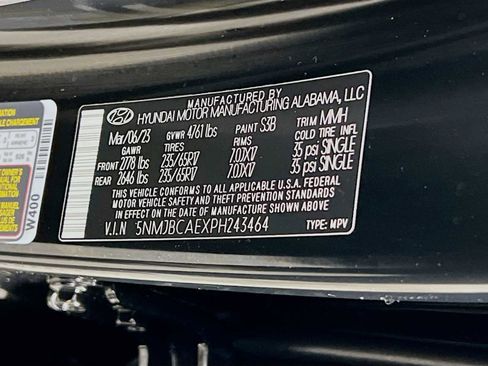 MANUFACTURED BY
HYUNDAI MOTOR MANUFACTURING ALABAMA, LLC
Mar/06/23 GVWR 4761 lbs PAINT S3B TRIM MMH
GAWR TIRES RIMS COLD TIRE INFL
FRONT 2778 lbs 235/65R17 7.0JX17 35 psi SINGLE
REAR 2646 lbs 235/65R17 7.0JX17 35 psi SINGLE
THIS VEHICLE CONFORMS TO ALL APPLICABLE U.S.A. FEDERAL
MOTOR VEHICLE SAFETY AND THEFT PREVENTION STANDARDS
IN EFFECT ON THE DATE OF MANUFACTURE SHOWN ABOVE.
V.I.N 5NMJBCAEXPH243464 TYPE: MPV
W400